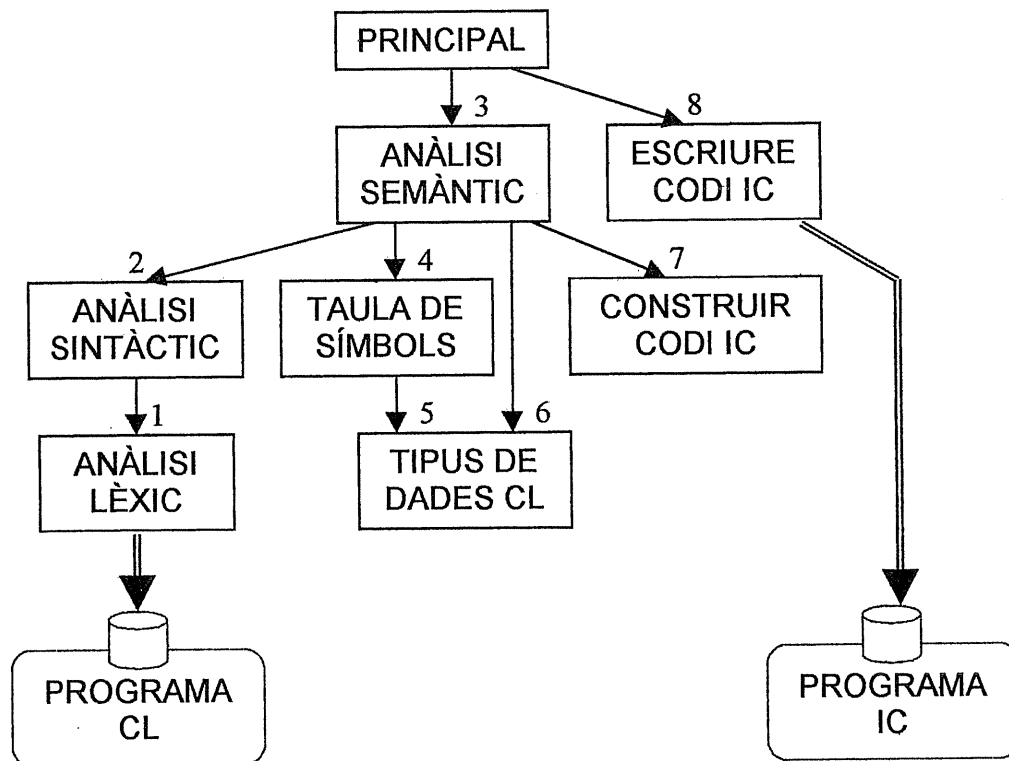 PRINCIPAL
3
8
ANÀLISI
SEMÀNTIC
ESCRIURE
CODI IC
2
4
7
ANÀLISI
SINTÀCTIC
TAULA DE
SÍMBOLS
CONSTRUIR
CODI IC
1
5
6
ANÀLISI
LÈXIC
TIPUS DE
DADES CL
PROGRAMA
CL
PROGRAMA
IC